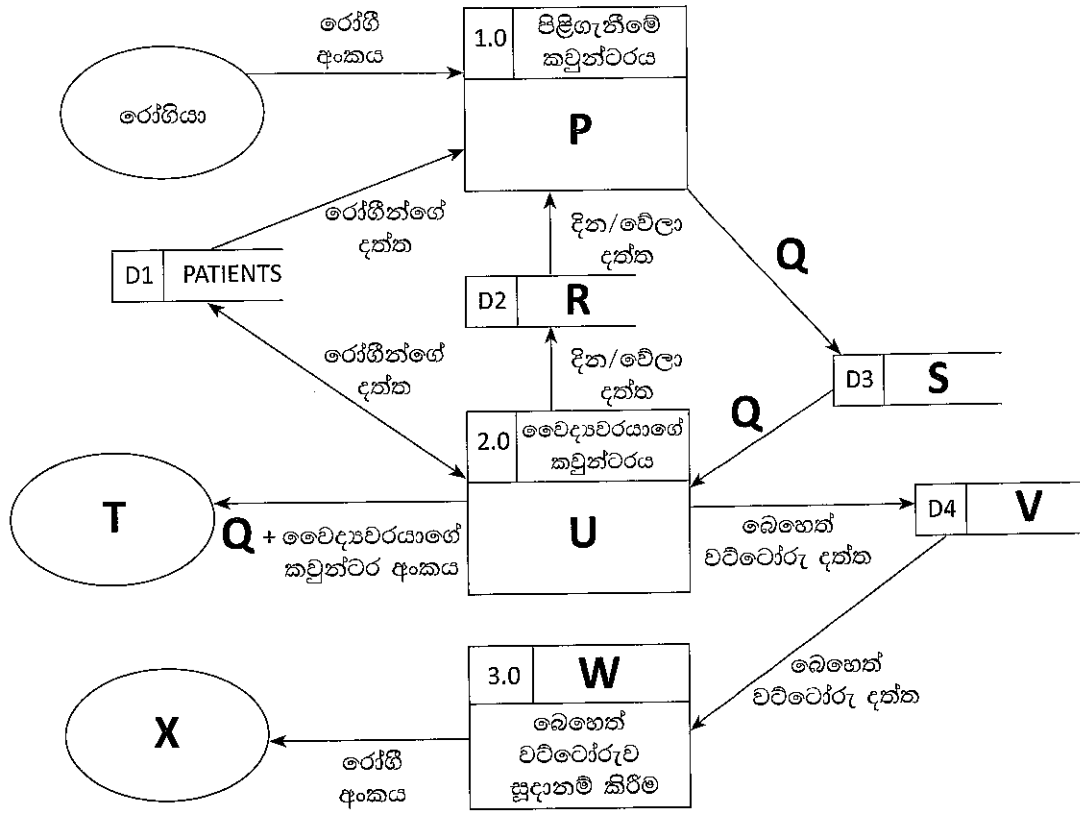 රෝගී
අංකය
1.0
පිළිගැනීමේ
කවුන්ටරය
රෝගියා
P
රෝගීන්ගේ
දත්ත
දින/වේලා
දත්ත
Q
D1
PATIENTS
D2
R
රෝගීන්ගේ
දත්ත
දින/වේලා
දත්ත
D3
S
Q
2.0
වෛද්‍යවරයාගේ
කවුන්ටරය
T
U
D4
V
Q + වෛද්‍යවරයාගේ
කවුන්ටර අංකය
බෙහෙත්
වට්ටෝරු දත්ත
3.0
W
බෙහෙත්
වට්ටෝරු දත්ත
X
බෙහෙත්
වට්ටෝරුව
සූදානම් කිරීම
රෝගී
අංකය